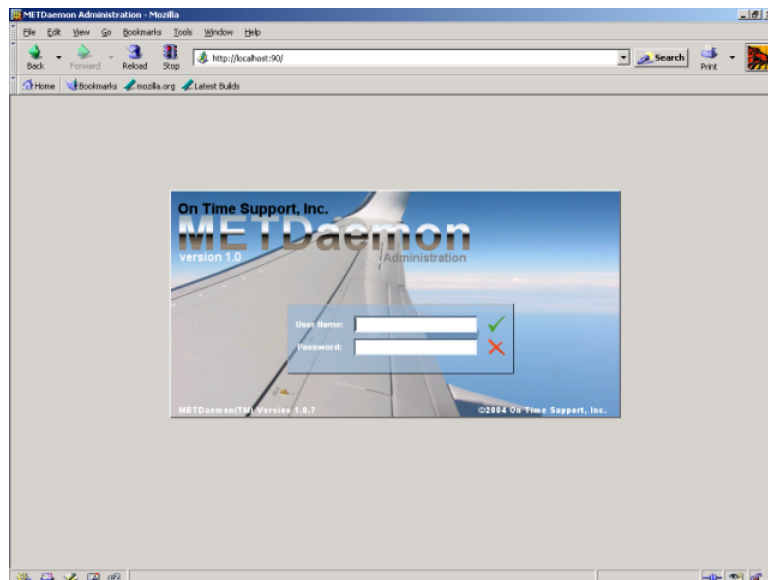 METDaemon Administration - Mozilla
File Edit View Go Bookmarks Tools Window Help
Back Forward Reload Stop http://localhost:90/ Search Print
Home Bookmarks mozilla.org Latest Builds
On Time Support, Inc.
METDaemon
version 1.0 Administration
User Name:
Password:
METDaemon(TM) Version 1.0.7 ©2004 On Time Support, Inc.